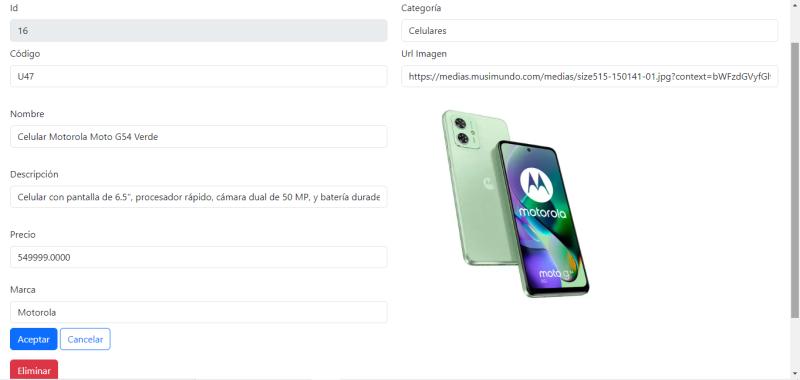 Id
16
Código
U47
Nombre
Celular Motorola Moto G54 Verde
Descripción
Celular con pantalla de 6.5", procesador rápido, cámara dual de 50 MP, y batería durade
Precio
549999.0000
Marca
Motorola
Aceptar
Cancelar
Eliminar
Categoría
Celulares
Url Imagen
https://medias.musimundo.com/medias/size515-150141-01.jpg?context=bWFzdGVyfGl
motorola
moto g